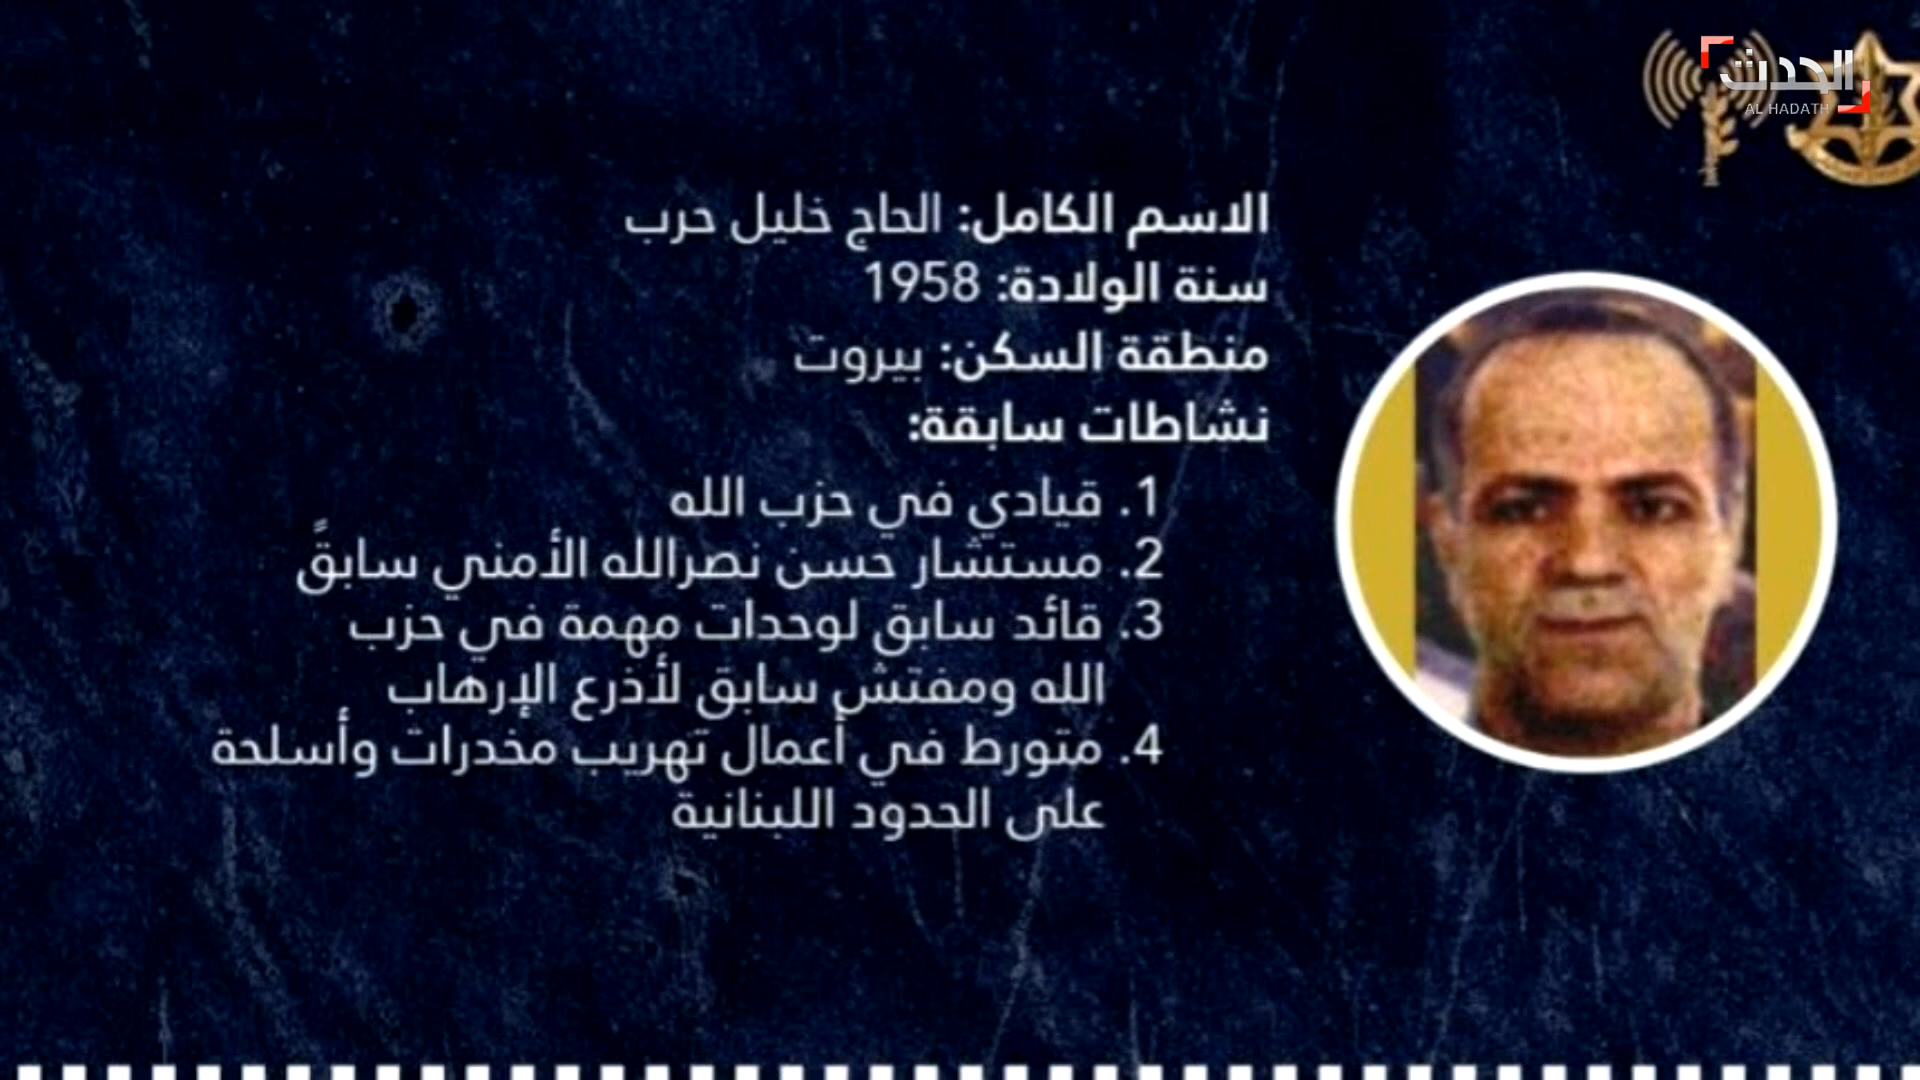 الحدث
AL HADATH
الاسم الكامل: الحاج خليل حرب
سنة الولادة: 1958
منطقة السكن: بيروت
نشاطات سابقة:
1. قيادي في حزب الله
2. مستشار حسن نصرالله الأمني سابقً
3. قائد سابق لوحدات مهمة في حزب
الله ومفتش سابق لأذرع الإرهاب
4. متورط في أعمال تهريب مخدرات وأسلحة
على الحدود اللبنانية